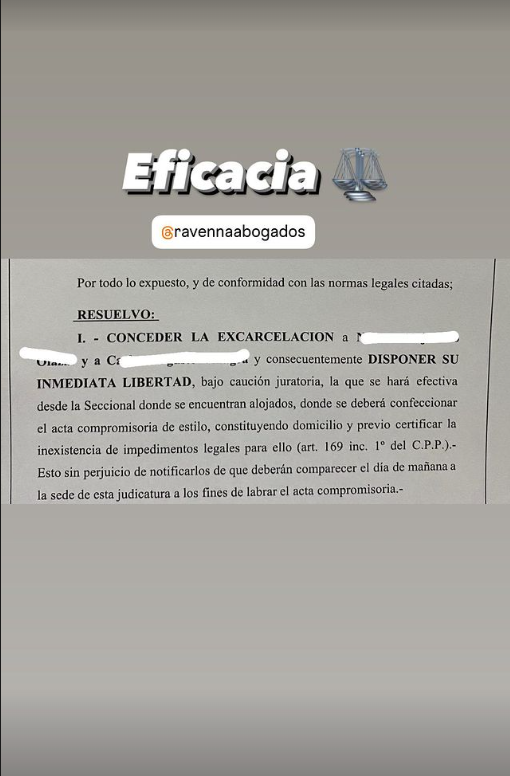 Eficacia
@ravennaabogados
Por todo lo expuesto, y de conformidad con las normas legales citadas;
RESUELVO:
I. - CONCEDER LA EXCARCELACION a
y a y consecuentemente DISPONER SU
INMEDIATA LIBERTAD, bajo caución juratoria, la que se hará efectiva
desde la Seccional donde se encuentran alojados, donde se deberá confeccionar
el acta compromisoria de estilo, constituyendo domicilio y previo certificar la
inexistencia de impedimentos legales para ello (art. 169 inc. 1° del C.P.P.).-
Esto sin perjuicio de notificarlos de que deberán comparecer el día de mañana a
la sede de esta judicatura a los fines de labrar el acta compromisoria.-